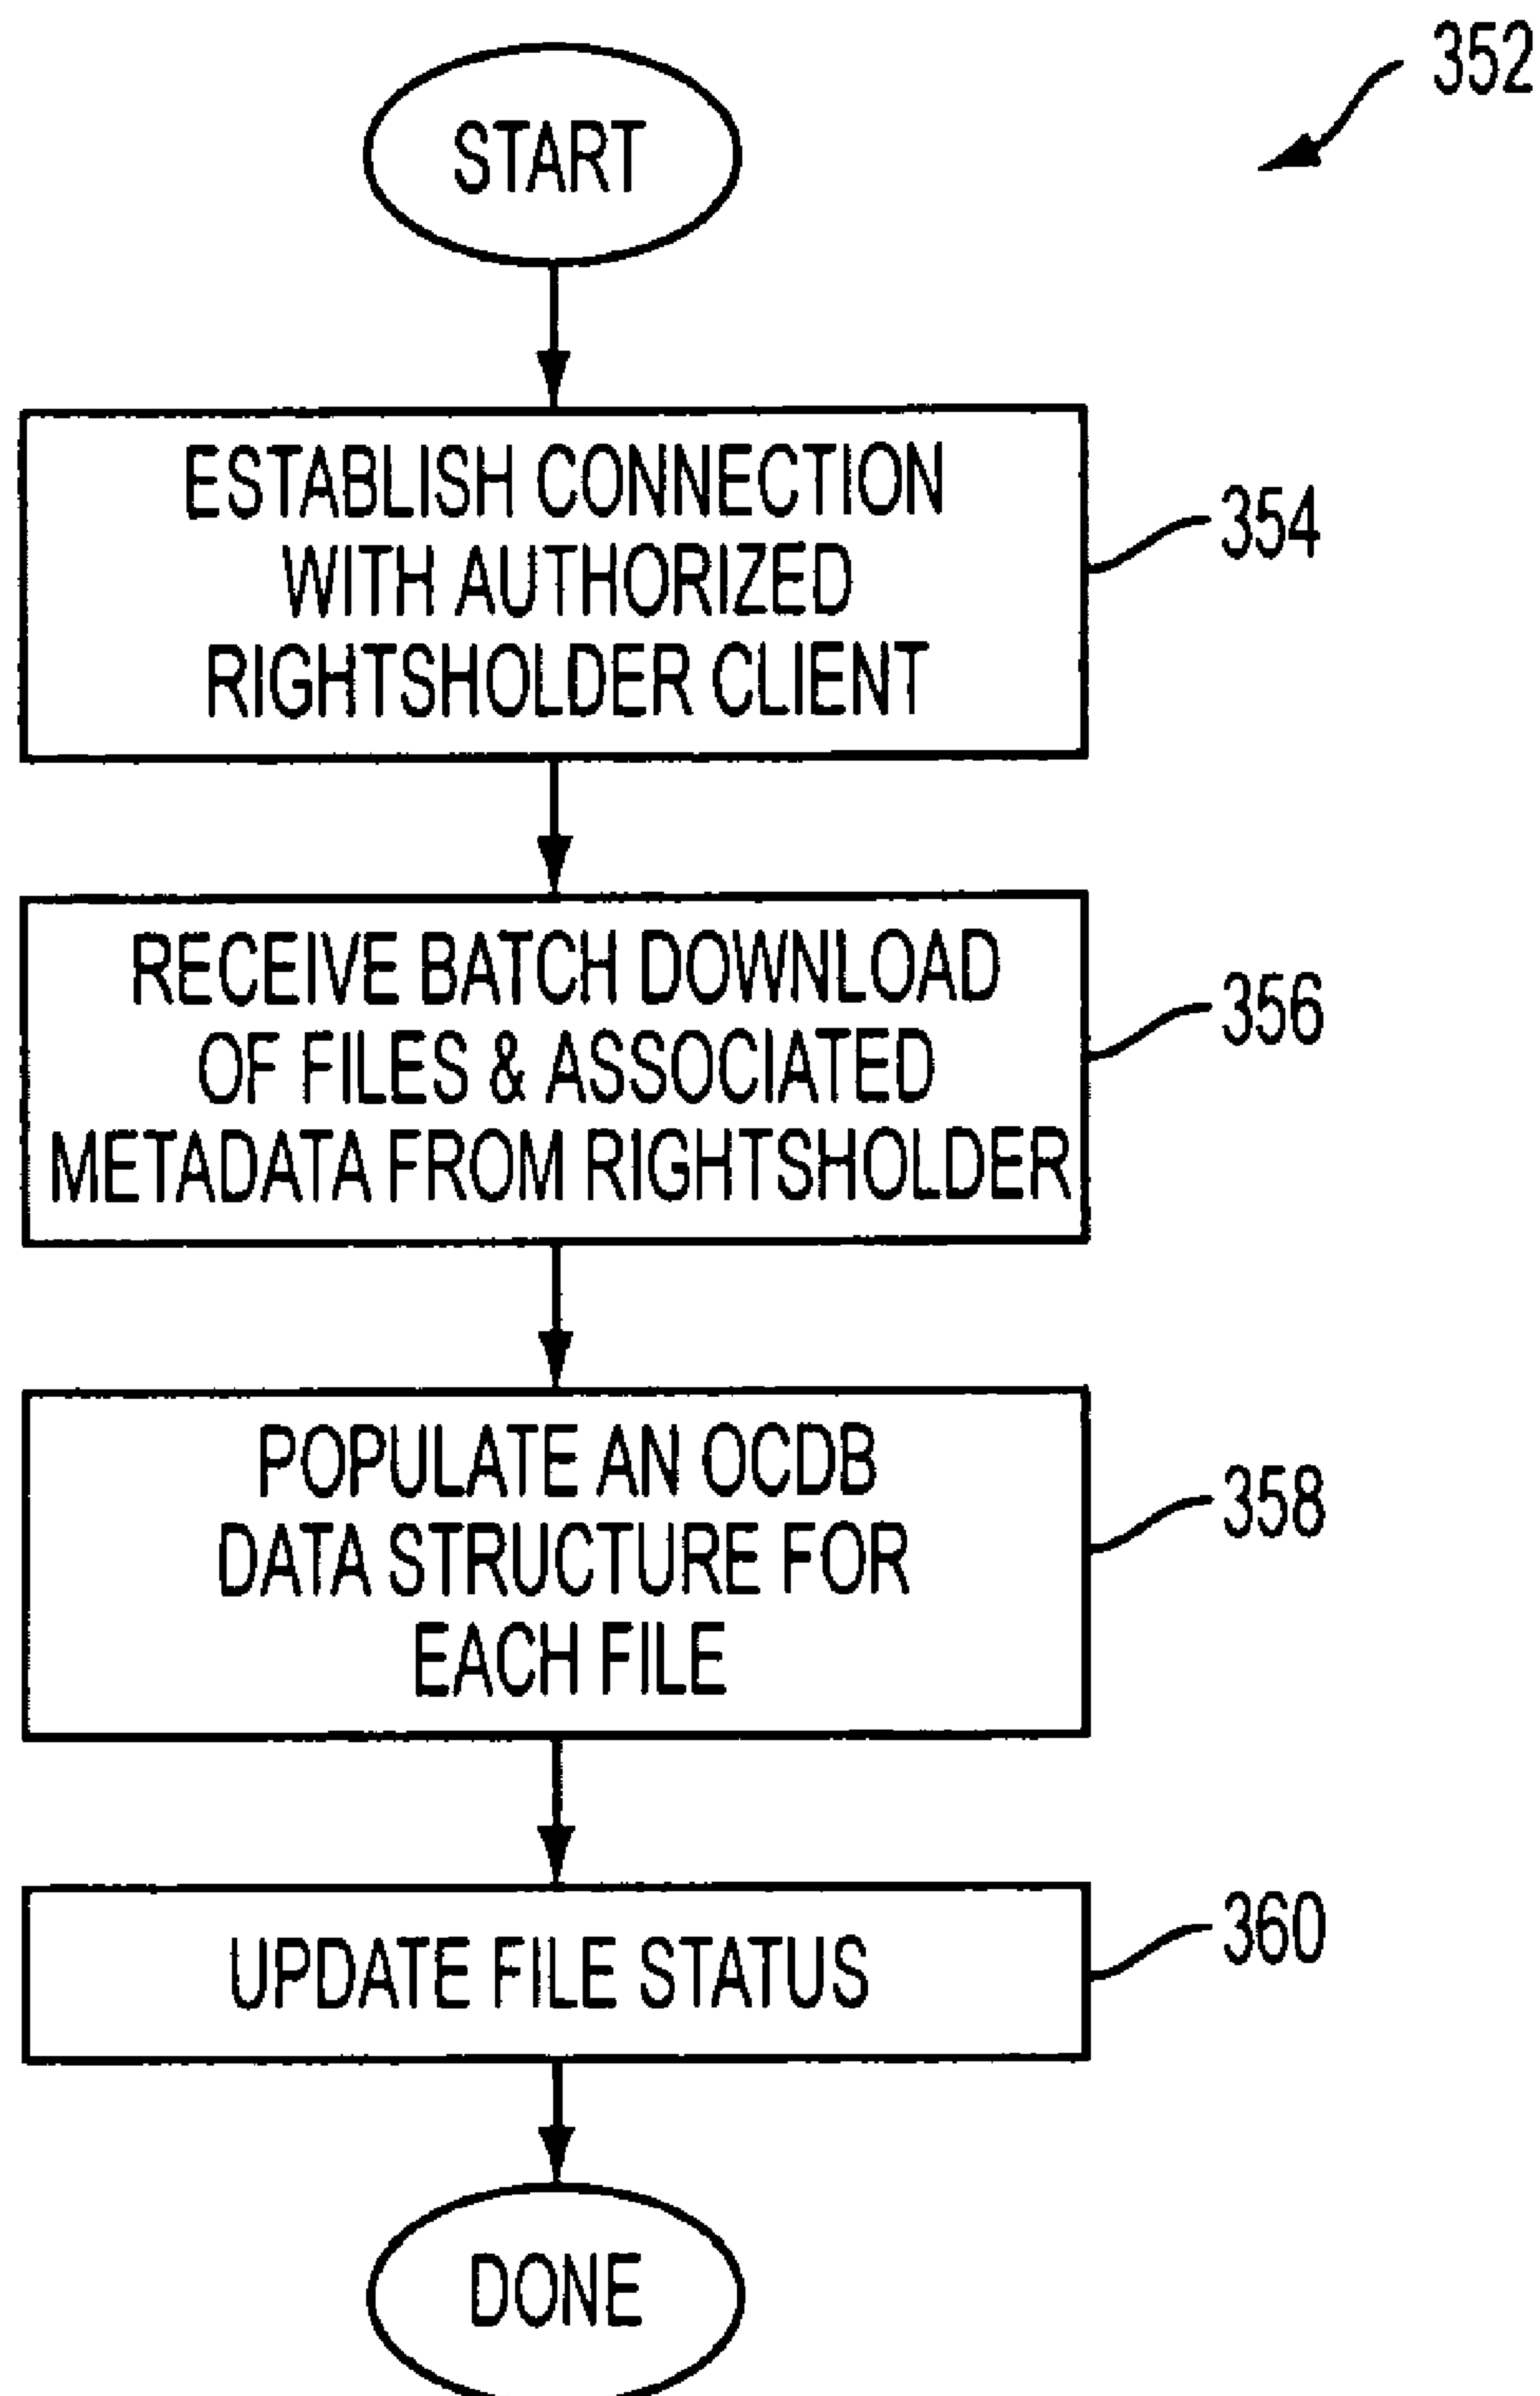 352
START
ESTABLISH CONNECTION
WITH AUTHORIZED
RIGHTSHOLDER CLIENT
354
RECEIVE BATCH DOWNLOAD
OF FILES & ASSOCIATED
METADATA FROM RIGHTSHOLDER
356
POPULATE AN OCDB
DATA STRUCTURE FOR
EACH FILE
358
UPDATE FILE STATUS
360
DONE